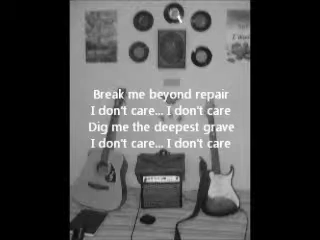 Break me beyond repair
I don't care... I don't care
Dig me the deepest grave
I don't care... I don't care